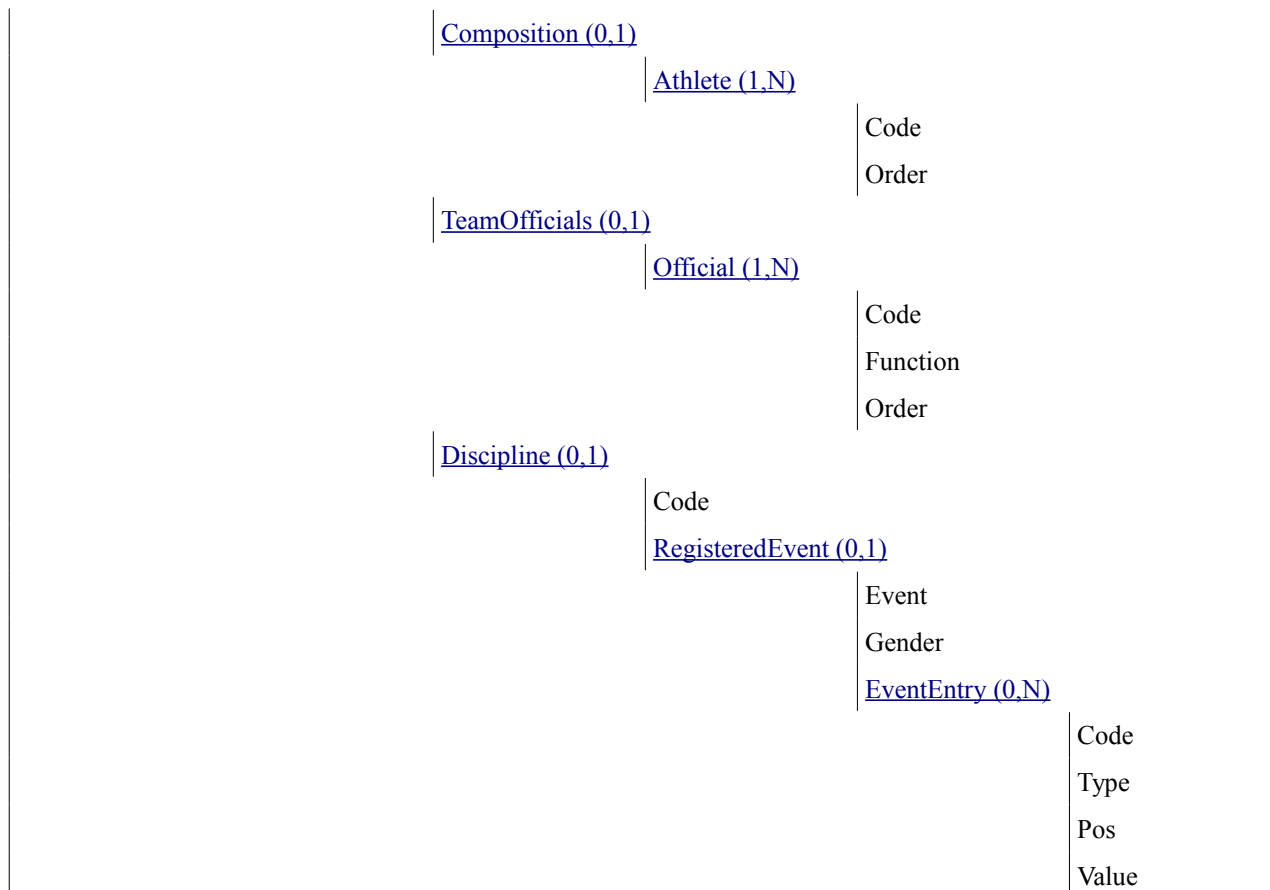 Composition (0,1)
Athlete (1,N)
Code
Order
TeamOfficials (0,1)
Official (1,N)
Code
Function
Order
Discipline (0,1)
Code
RegisteredEvent (0,1)
Event
Gender
EventEntry (0,N)
Code
Type
Pos
Value